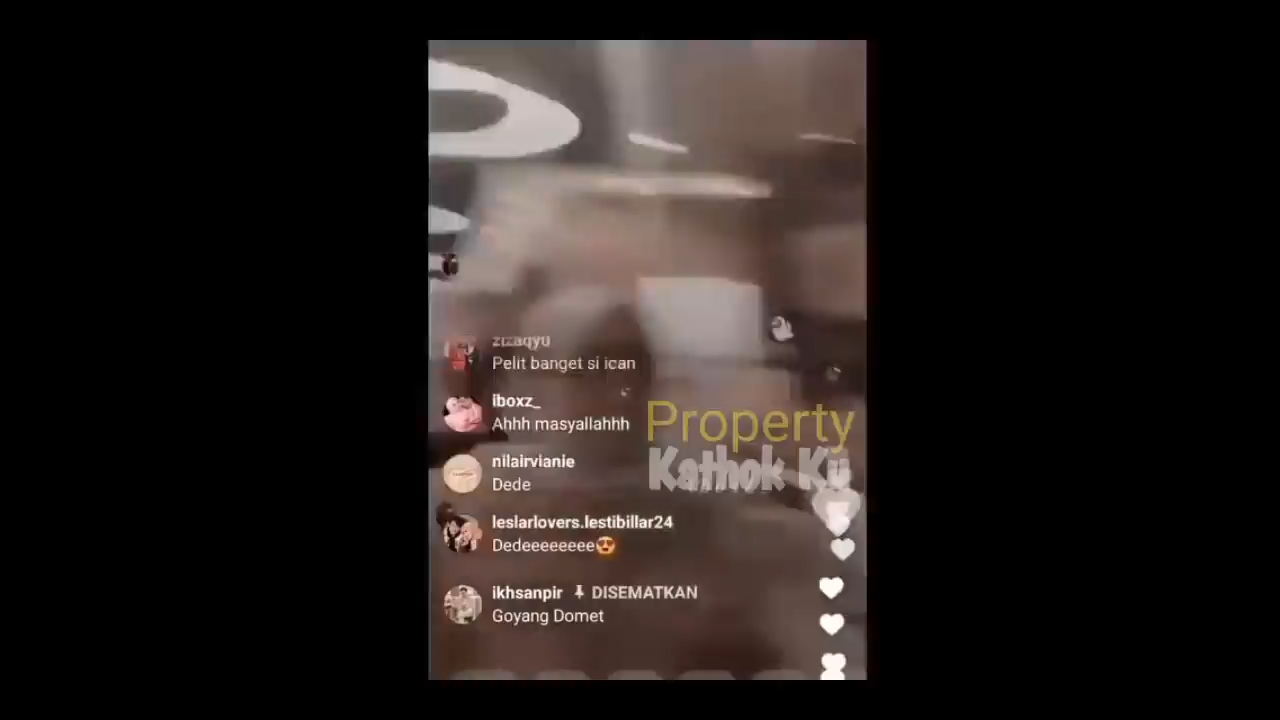 zizaqyu
Pelit banget si ican
iboxz_
Ahhh masyallahhh
Property
Kathok Ku
nilairvianie
Dede
leslarlovers.lestibillar24
Dedeeeeeeee😍
ikhsanpir DISEMATKAN
Goyang Domet